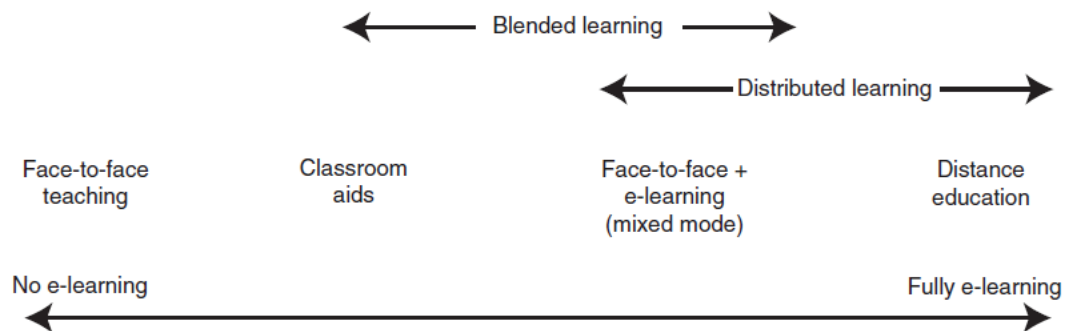 Blended learning
Distributed learning
Face-to-face
teaching
Classroom
aids
Face-to-face +
e-learning
(mixed mode)
Distance
education
No e-learning
Fully e-learning